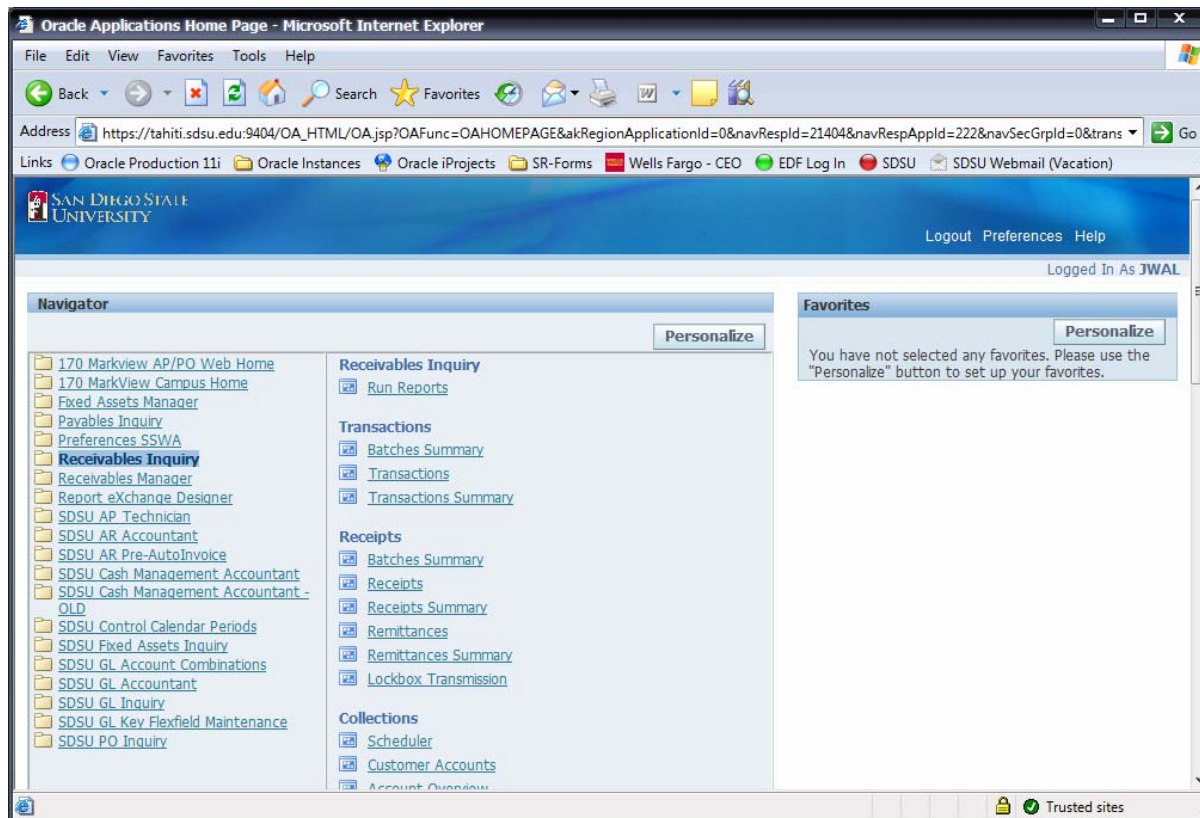 Oracle Applications Home Page - Microsoft Internet Explorer
File Edit View Favorites Tools Help
Back Search Favorites
Address https://tahiti.sdsu.edu:9404/OA_HTML/OA.jsp?OAFunc=OAHOMEPAGE&akRegionApplicationId=0&navRespId=21404&navRespAppId=222&navSecGrpId=0&trans Go
Links Oracle Production 11i Oracle Instances Oracle iProjects SR-Forms Wells Fargo - CEO EDF Log In SDSU SDSU Webmail (Vacation)
SAN DIEGO STATE
UNIVERSITY
Logout Preferences Help
Logged In As JWAL
Navigator
Personalize
170 Markview AP/PO Web Home
170 MarkView Campus Home
Fixed Assets Manager
Payables Inquiry
Preferences SSWA
Receivables Inquiry
Receivables Manager
Report eXchange Designer
SDSU AP Technician
SDSU AR Accountant
SDSU AR Pre-AutoInvoice
SDSU Cash Management Accountant
SDSU Cash Management Accountant -
OLD
SDSU Control Calendar Periods
SDSU Fixed Assets Inquiry
SDSU GL Account Combinations
SDSU GL Accountant
SDSU GL Inquiry
SDSU GL Key Flexfield Maintenance
SDSU PO Inquiry
Receivables Inquiry
Run Reports
Transactions
Batches Summary
Transactions
Transactions Summary
Receipts
Batches Summary
Receipts
Receipts Summary
Remittances
Remittances Summary
Lockbox Transmission
Collections
Scheduler
Customer Accounts
Account Overview
Favorites
Personalize
You have not selected any favorites. Please use the
"Personalize" button to set up your favorites.
Trusted sites